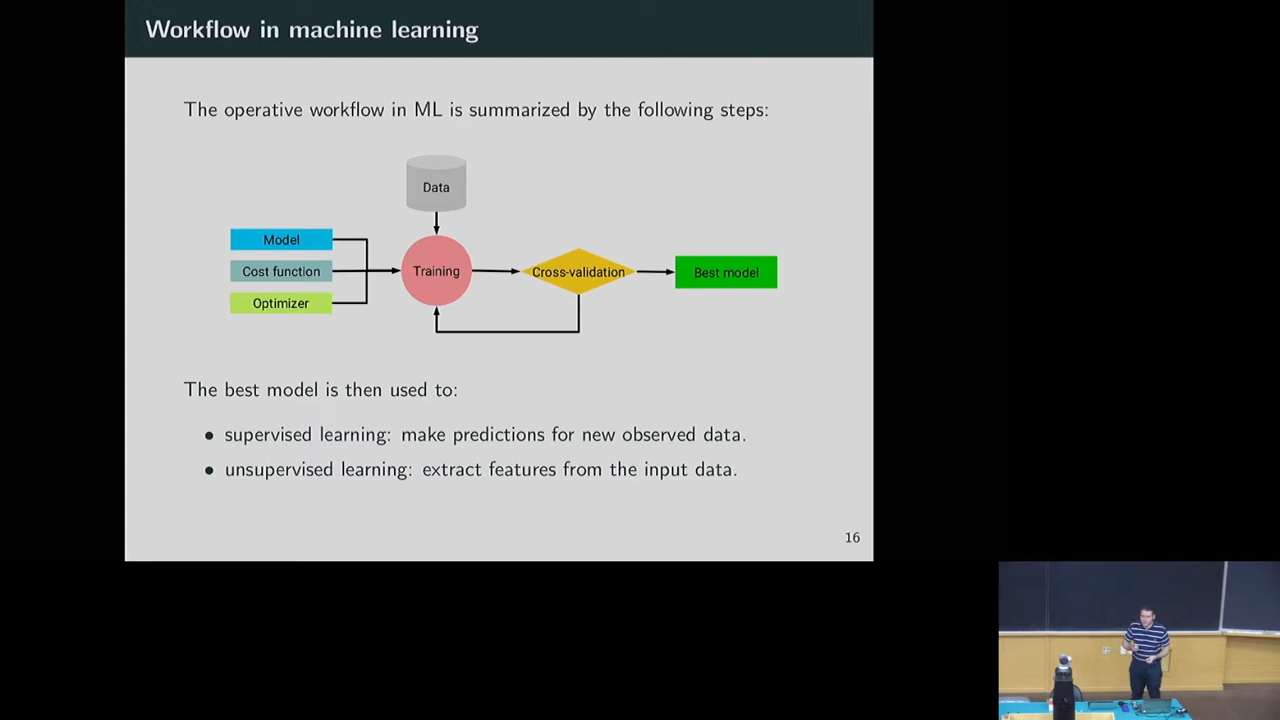 Workflow in machine learning
The operative workflow in ML is summarized by the following steps:
Data
Model
Cost function
Optimizer
Training
Cross-validation
Best model
The best model is then used to:
• supervised learning: make predictions for new observed data.
• unsupervised learning: extract features from the input data.
16